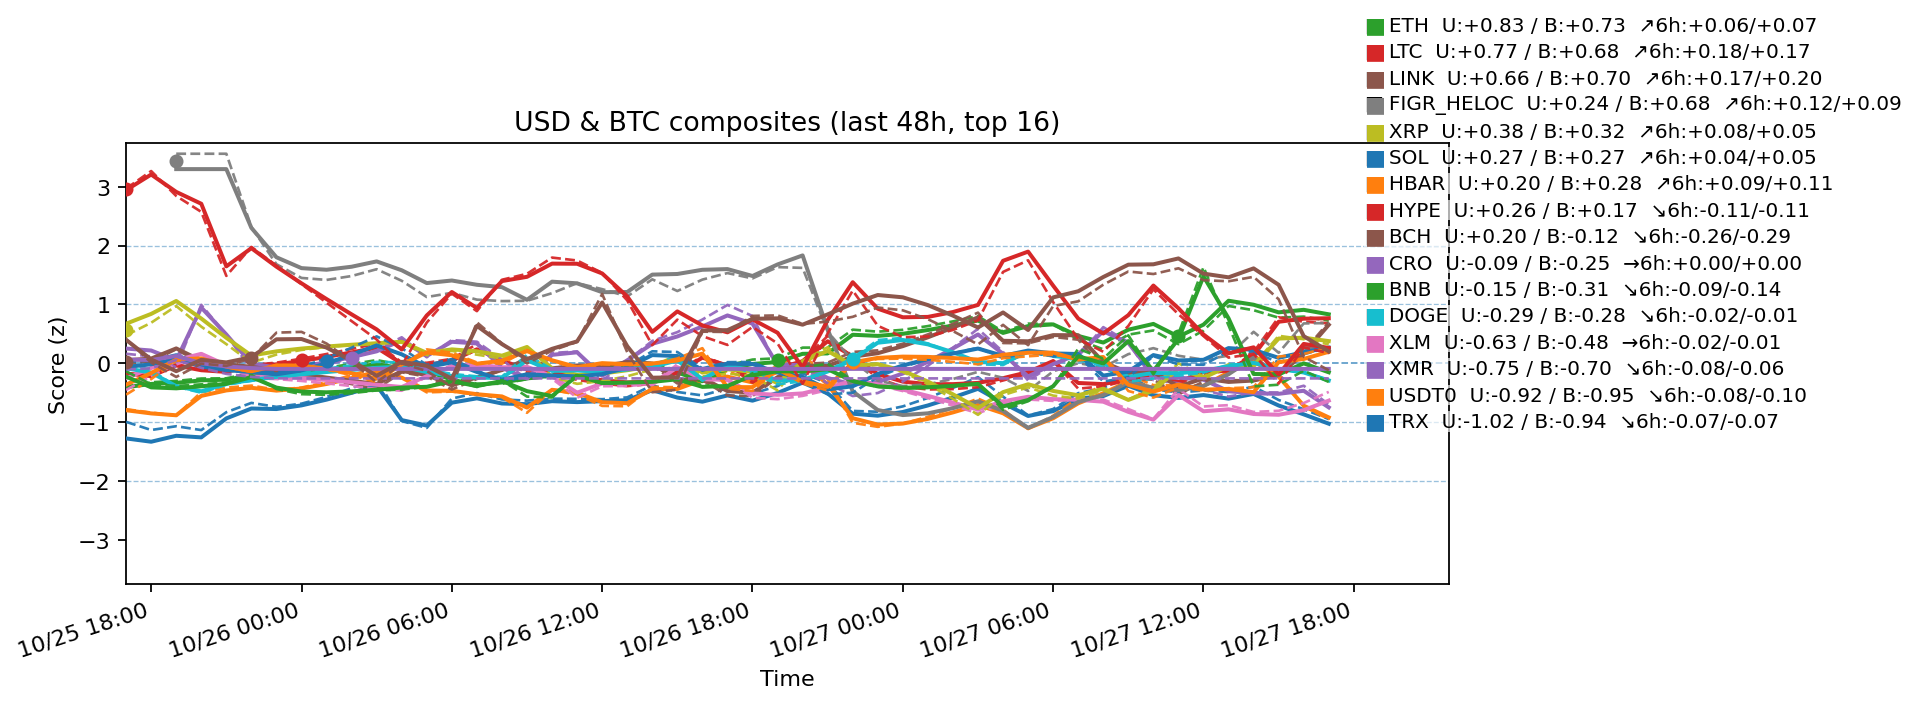 ETH U:+0.83 / B:+0.73 ↗6h:+0.06/+0.07
LTC U:+0.77 / B:+0.68 ↗6h:+0.18/+0.17
LINK U:+0.66 / B:+0.70 ↗6h:+0.17/+0.20
FIGR_HELOC U:+0.24 / B:+0.68 ↗6h:+0.12/+0.09
XRP U:+0.38 / B:+0.32 ↗6h:+0.08/+0.05
SOL U:+0.27 / B:+0.27 ↗6h:+0.04/+0.05
HBAR U:+0.20 / B:+0.28 ↗6h:+0.09/+0.11
HYPE U:+0.26 / B:+0.17 ↘6h:-0.11/-0.11
BCH U:+0.20 / B:-0.12 ↘6h:-0.26/-0.29
CRO U:-0.09 / B:-0.25 →6h:+0.00/+0.00
BNB U:-0.15 / B:-0.31 ↘6h:-0.09/-0.14
DOGE U:-0.29 / B:-0.28 ↘6h:-0.02/-0.01
XLM U:-0.63 / B:-0.48 →6h:-0.02/-0.01
XMR U:-0.75 / B:-0.70 ↘6h:-0.08/-0.06
USDT0 U:-0.92 / B:-0.95 ↘6h:-0.08/-0.10
TRX U:-1.02 / B:-0.94 ↘6h:-0.07/-0.07
USD & BTC composites (last 48h, top 16)
Score (z)
3
2
1
0
−1
−2
−3
10/25 18:00
10/26 00:00
10/26 06:00
10/26 12:00
10/26 18:00
10/27 00:00
10/27 06:00
10/27 12:00
10/27 18:00
Time